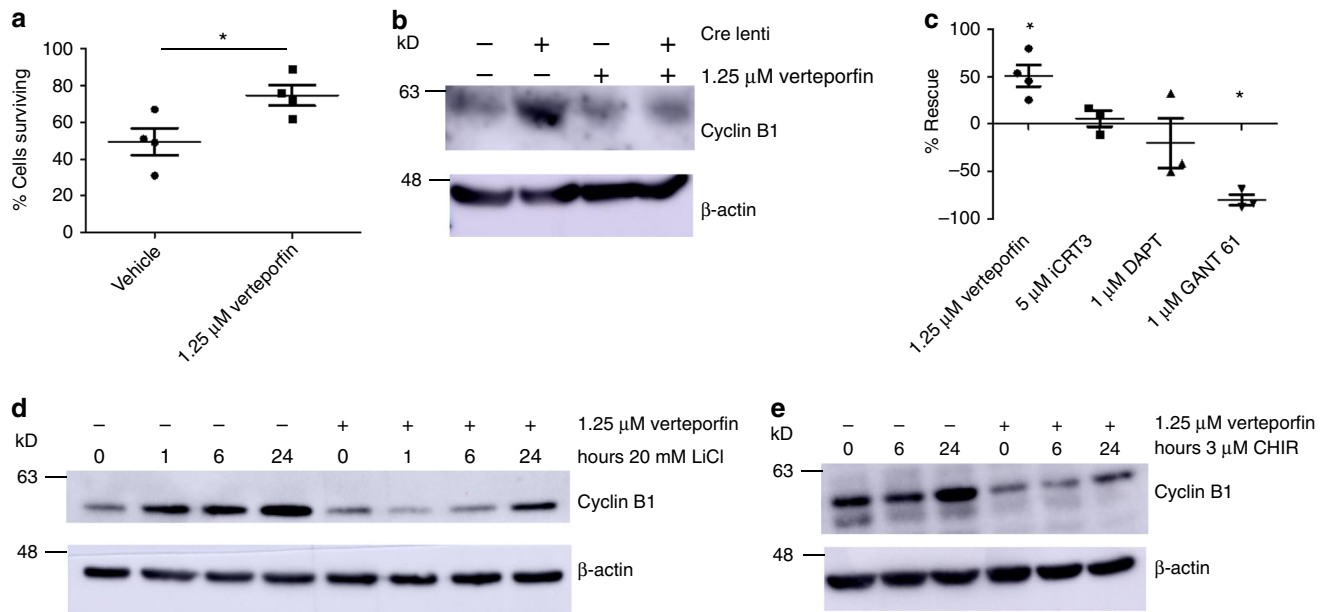 a
% Cells surviving
100
80
60
40
20
0
*
Vehicle
1.25 μM verteporfin
b
kD
– + – + Cre lenti
– – + + 1.25 μM verteporfin
63
Cyclin B1
48
β-actin
c
% Rescue
100
50
0
–50
–100
*
*
1.25 μM verteporfin
5 μM iCRT3
1 μM DAPT
1 μM GANT 61
d
– – – – + + + + 1.25 μM verteporfin
kD
0 1 6 24 0 1 6 24 hours 20 mM LiCl
63
Cyclin B1
48
β-actin
e
– – – + + + 1.25 μM verteporfin
kD
0 6 24 0 6 24 hours 3 μM CHIR
63
Cyclin B1
48
β-actin